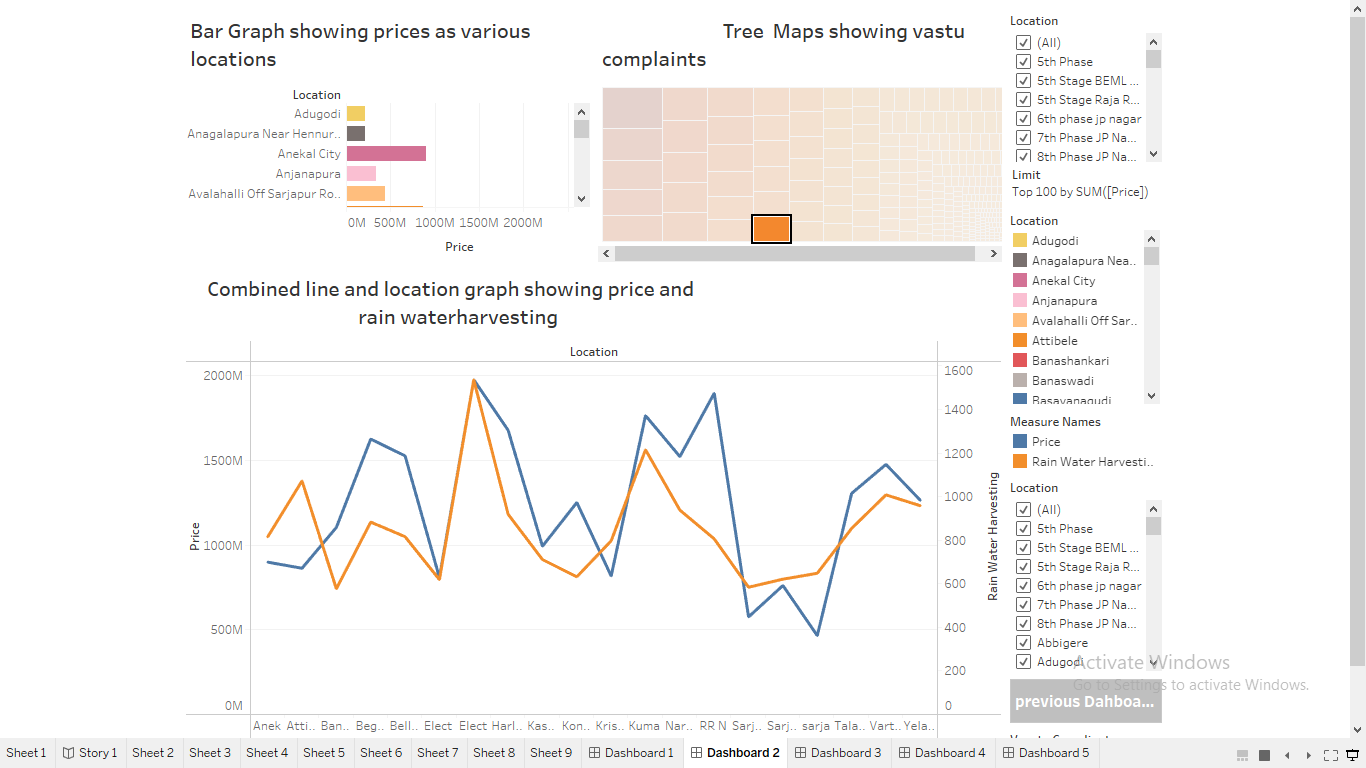 Bar Graph showing prices as various
locations
Location
Adugodi
Anagalapura Near Hennur..
Anekal City
Anjanapura
Avalahalli Off Sarjapur Ro..
0M 500M 1000M 1500M 2000M
Price
Tree Maps showing vastu
complaints
Combined line and location graph showing price and
rain waterharvesting
Location
2000M
1500M
1000M
500M
0M
Price
1600
1400
1200
1000
800
600
400
200
0
Rain Water Harvesting
Anek Atti.. Ban.. Beg.. Bell.. Elect Elect Harl.. Kas.. Kon.. Kris.. Kuma Nar.. RR N Sarj.. Sarj.. sarja Tala.. Vart.. Yela..
Location
(All)
5th Phase
5th Stage BEML ...
5th Stage Raja R...
6th phase jp nagar
7th Phase JP Na...
8th Phase JP Na...
Limit
Top 100 by SUM([Price])
Location
Adugodi
Anagalapura Nea..
Anekal City
Anjanapura
Avalahalli Off Sar..
Attibele
Banashankari
Banaswadi
Basavanagudi
Measure Names
Price
Rain Water Harvesti..
Location
(All)
5th Phase
5th Stage BEML ...
5th Stage Raja R...
6th phase jp nagar
7th Phase JP Na...
8th Phase JP Na...
Abbigere
Adugodi
Activate Windows
Go to Settings to activate Windows.
previous Dahboa...
Sheet 1 Story 1 Sheet 2 Sheet 3 Sheet 4 Sheet 5 Sheet 6 Sheet 7 Sheet 8 Sheet 9 Dashboard 1 Dashboard 2 Dashboard 3 Dashboard 4 Dashboard 5